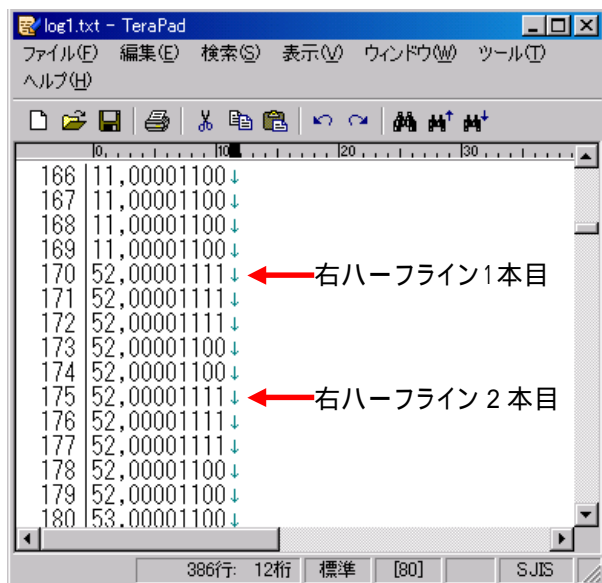 log1.txt - TeraPad
ファイル(F) 編集(E) 検索(S) 表示(V) ウィンドウ(W) ツール(T)
ヘルプ(H)
0 10 20 30
166 11,00001100↓
167 11,00001100↓
168 11,00001100↓
169 11,00001100↓
170 52,00001111↓ 右ハーフライン1本目
171 52,00001111↓
172 52,00001111↓
173 52,00001100↓
174 52,00001100↓
175 52,00001111↓ 右ハーフライン2本目
176 52,00001111↓
177 52,00001111↓
178 52,00001100↓
179 52,00001100↓
180 53,00001100↓
386行: 12桁 標準 [80] SJIS